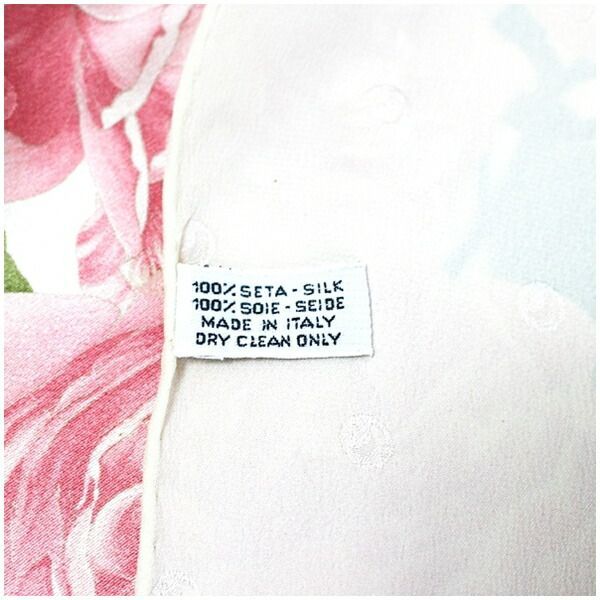 100% SETA - SILK
100% SOIE - SEIDE
MADE IN ITALY
DRY CLEAN ONLY